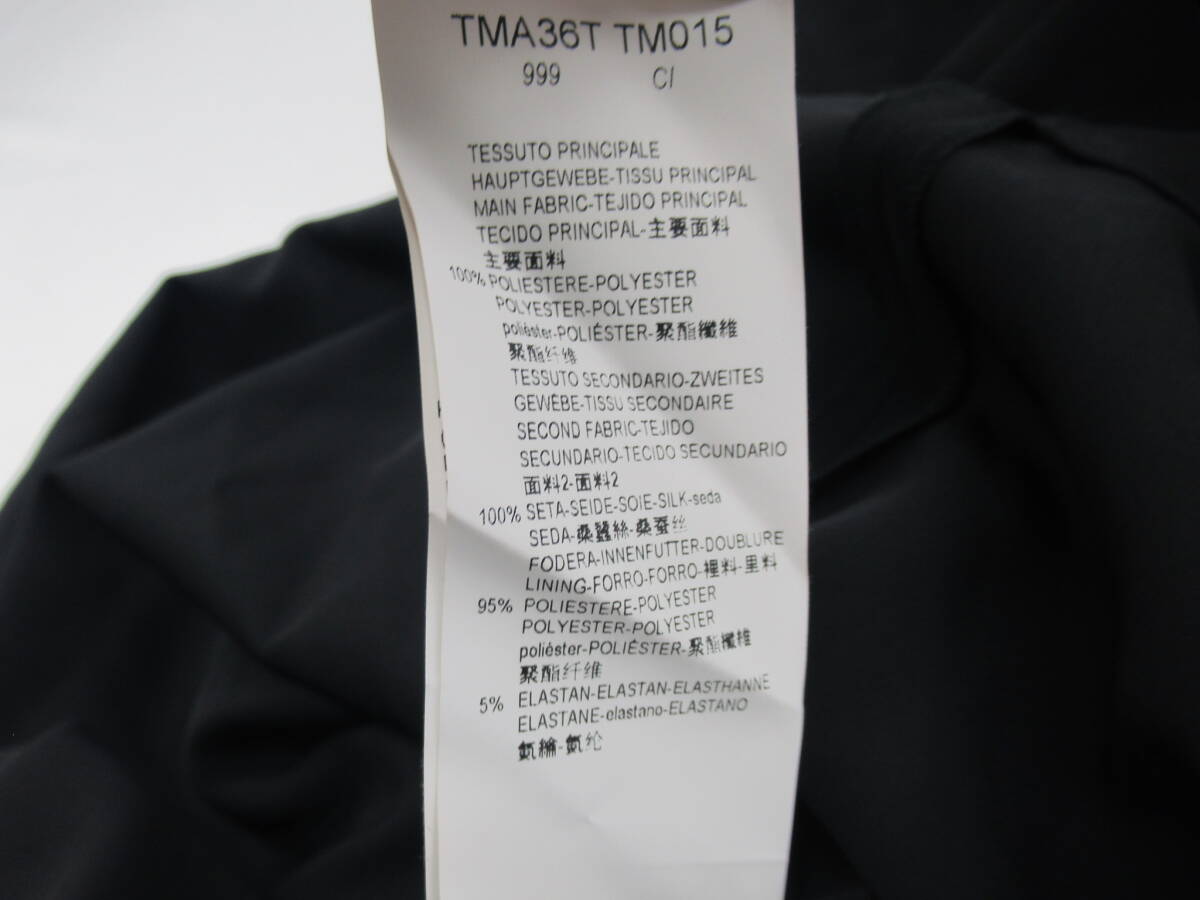 TMA36T TM015
999 CI
TESSUTO PRINCIPALE
HAUPTGEWEBE-TISSU PRINCIPAL
MAIN FABRIC-TEJIDO PRINCIPAL
TECIDO PRINCIPAL-主要面料
主要面料
100% POLIESTERE-POLYESTER
POLYESTER-POLYESTER
poliéster-POLIÉSTER-聚酯纖維
聚酯纤维
TESSUTO SECONDARIO-ZWEITES
GEWEBE-TISSU SECONDAIRE
SECOND FABRIC-TEJIDO
SECUNDARIO-TECIDO SECUNDARIO
面料2-面料2
100% SETA-SEIDE-SOIE-SILK-seda
SEDA-桑蠶絲-桑蚕丝
FODERA-INNENFUTTER-DOUBLURE
LINING-FORRO-FORRO-裡料-里料
95% POLIESTERE-POLYESTER
POLYESTER-POLYESTER
poliéster-POLIÉSTER-聚酯纖維
聚酯纤维
5% ELASTAN-ELASTAN-ELASTHANNE
ELASTANE-elastano-ELASTANO
氨綸-氨纶